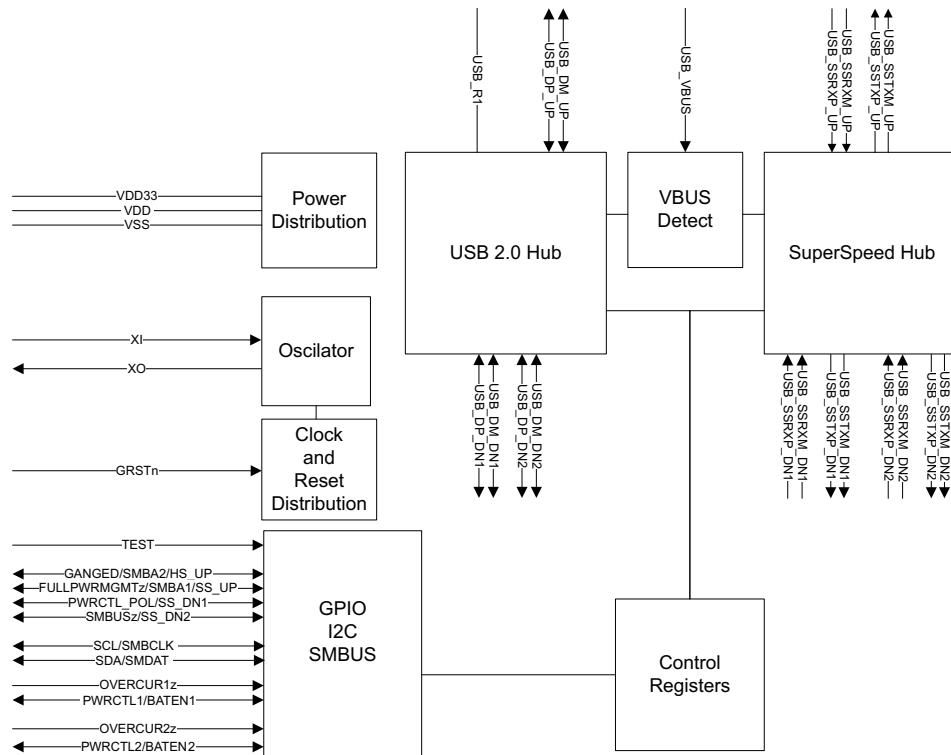 USB_R1
USB_DP_UP
USB_DM_UP
USB_VBUS
USB_SSRXP_UP
USB_SSRXM_UP
USB_SSTXP_UP
USB_SSTXM_UP
VDD33
VDD
VSS
Power
Distribution
USB 2.0 Hub
VBUS
Detect
SuperSpeed Hub
XI
XO
Oscilator
GRSTn
Clock
and
Reset
Distribution
USB_DP_DN1
USB_DM_DN1
USB_DP_DN2
USB_DM_DN2
USB_SSRXP_DN1
USB_SSRXM_DN1
USB_SSTXP_DN1
USB_SSTXM_DN1
USB_SSRXP_DN2
USB_SSRXM_DN2
USB_SSTXP_DN2
USB_SSTXM_DN2
TEST
GANGED/SMBA2/HS_UP
FULLPWRMGMTz/SMBA1/SS_UP
PWRCTL_POL/SS_DN1
SMBUSz/SS_DN2
SCL/SMBCLK
SDA/SMDAT
OVERCUR1z
PWRCTL1/BATEN1
OVERCUR2z
PWRCTL2/BATEN2
GPIO
I2C
SMBUS
Control
Registers